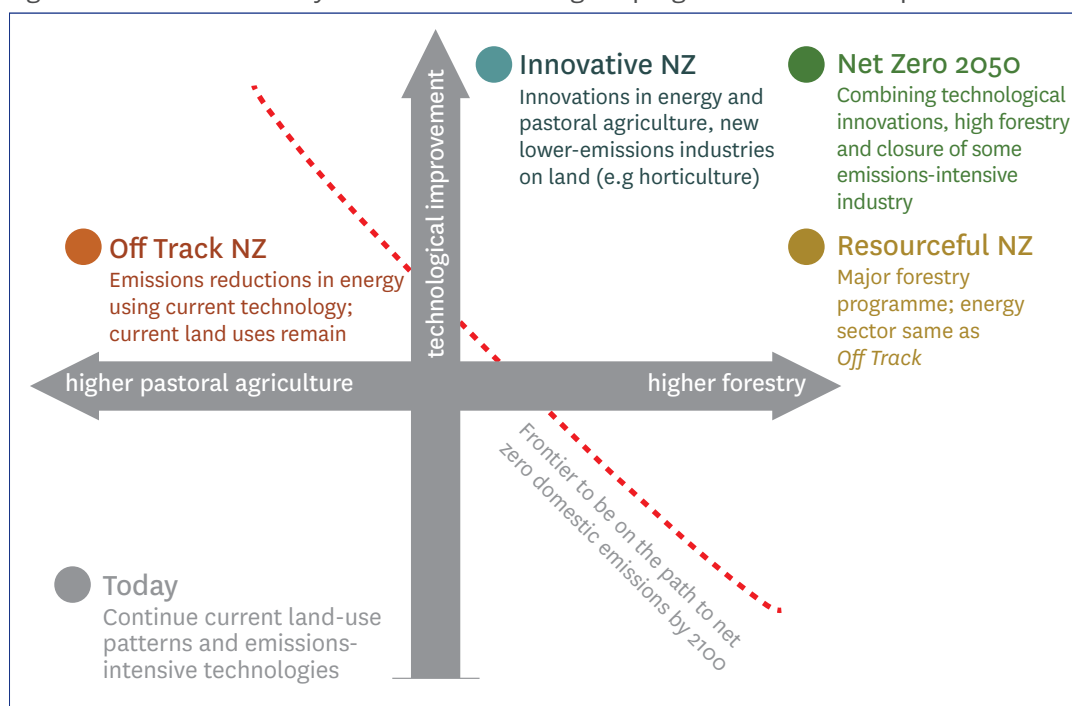 Innovative NZ
Innovations in energy and
pastoral agriculture, new
lower-emissions industries
on land (e.g horticulture)
Net Zero 2050
Combining technological
innovations, high forestry
and closure of some
emissions-intensive
industry
technological improvement
Off Track NZ
Emissions reductions in energy
using current technology;
current land uses remain
Resourceful NZ
Major forestry
programme; energy
sector same as
Off Track
higher pastoral agriculture
higher forestry
Frontier to be on the path to net
zero domestic emissions by 2100
Today
Continue current land-use
patterns and emissions-
intensive technologies